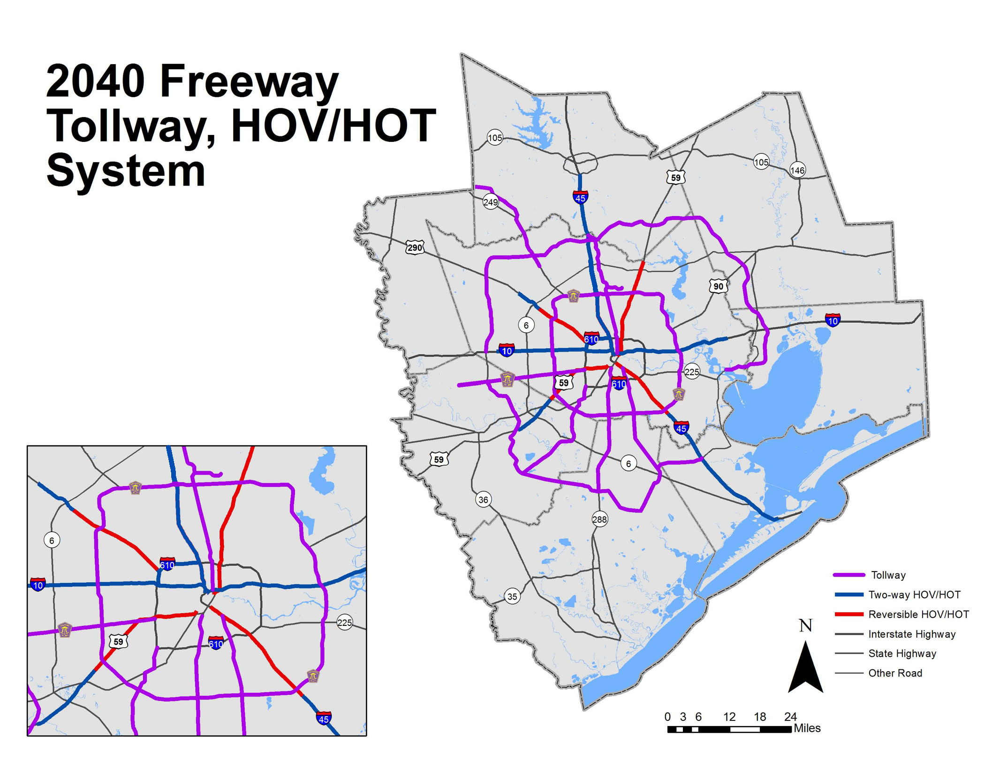 2040 Freeway
Tollway, HOV/HOT
System
105
105
146
59
45
249
290
90
6
10
610
10
225
59
610
45
59
6
36
288
35
6
610
10
225
59
610
45
Tollway
Two-way HOV/HOT
Reversible HOV/HOT
Interstate Highway
State Highway
Other Road
N
0 3 6 12 18 24
Miles